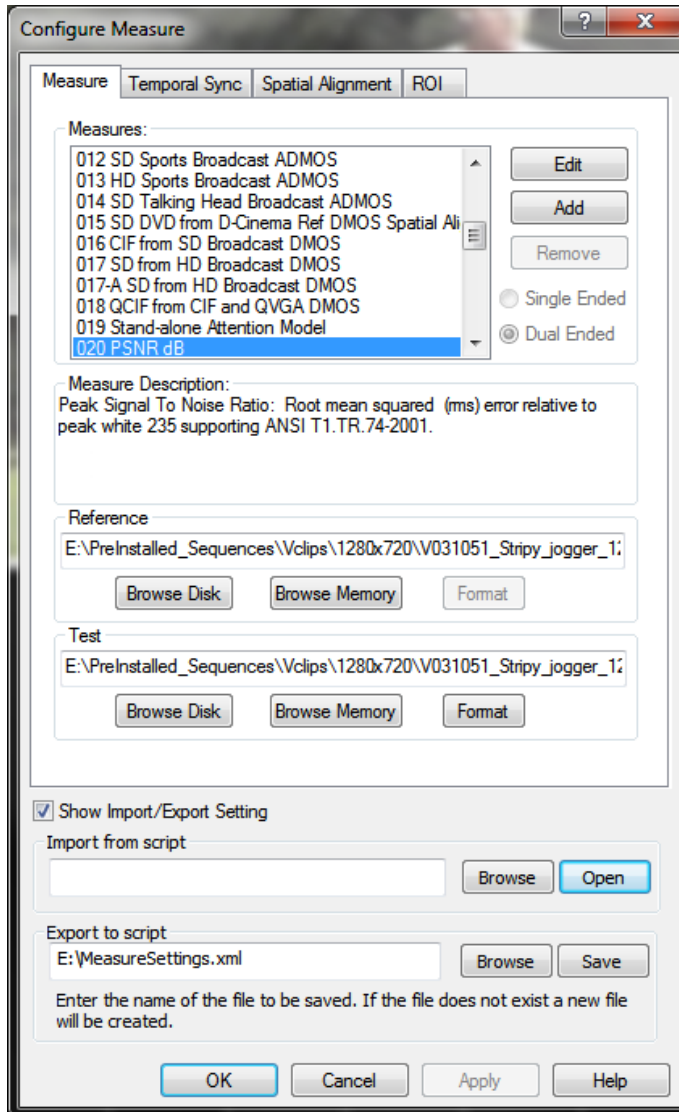 Configure Measure
?
Measure Temporal Sync Spatial Alignment ROI
Measures:
012 SD Sports Broadcast ADMOS
013 HD Sports Broadcast ADMOS
014 SD Talking Head Broadcast ADMOS
015 SD DVD from D-Cinema Ref DMOS Spatial Ali
016 CIF from SD Broadcast DMOS
017 SD from HD Broadcast DMOS
017-A SD from HD Broadcast DMOS
018 QCIF from CIF and QVGA DMOS
019 Stand-alone Attention Model
020 PSNR dB
Edit
Add
Remove
Single Ended
Dual Ended
Measure Description:
Peak Signal To Noise Ratio: Root mean squared (rms) error relative to
peak white 235 supporting ANSI T1.TR.74-2001.
Reference
E:\PreInstalled_Sequences\Vclips\1280x720\V031051_Stripy_jogger_12
Browse Disk Browse Memory Format
Test
E:\PreInstalled_Sequences\Vclips\1280x720\V031051_Stripy_jogger_12
Browse Disk Browse Memory Format
Show Import/Export Setting
Import from script
Browse Open
Export to script
E:\MeasureSettings.xml
Browse Save
Enter the name of the file to be saved. If the file does not exist a new file
will be created.
OK Cancel Apply Help